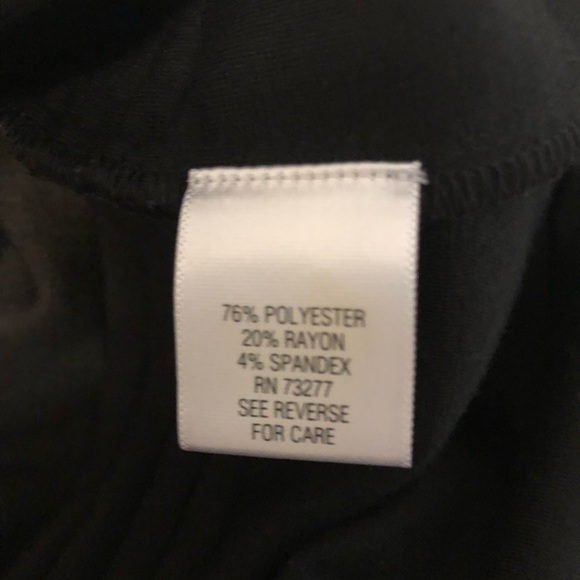 76% POLYESTER
20% RAYON
4% SPANDEX
RN 73277
SEE REVERSE
FOR CARE